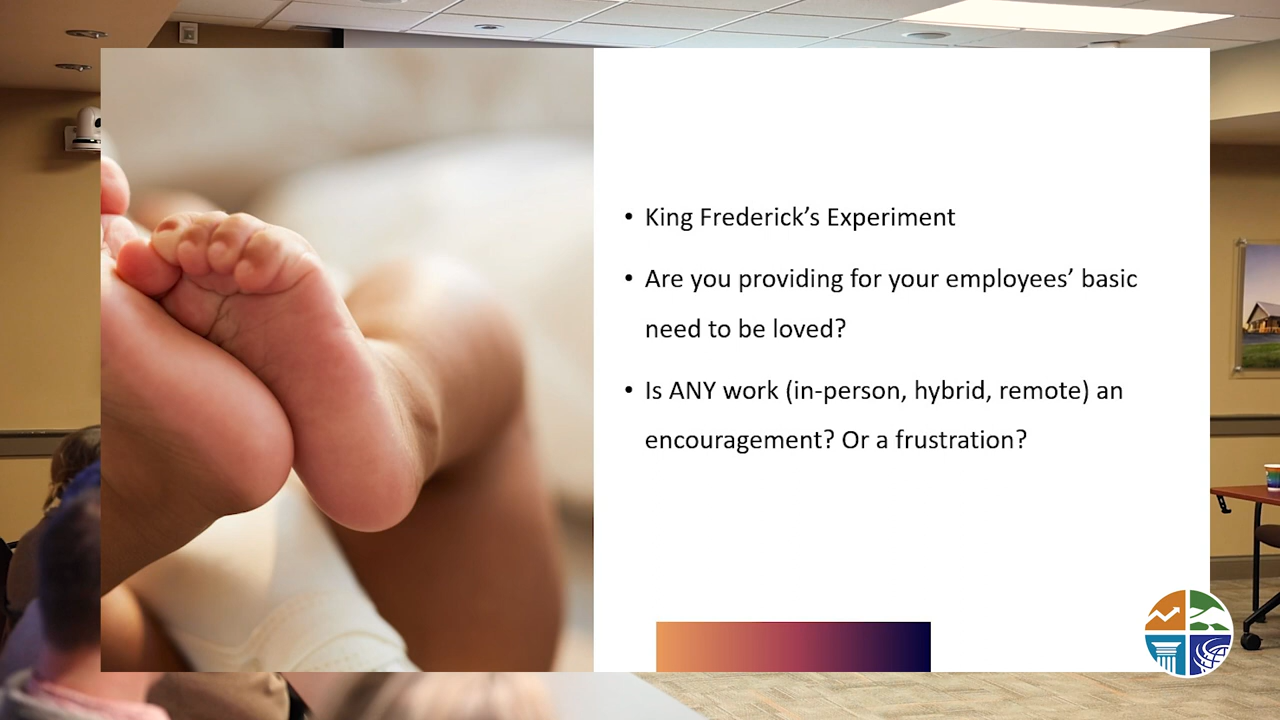 • King Frederick’s Experiment
• Are you providing for your employees’ basic
need to be loved?
• Is ANY work (in-person, hybrid, remote) an
encouragement? Or a frustration?